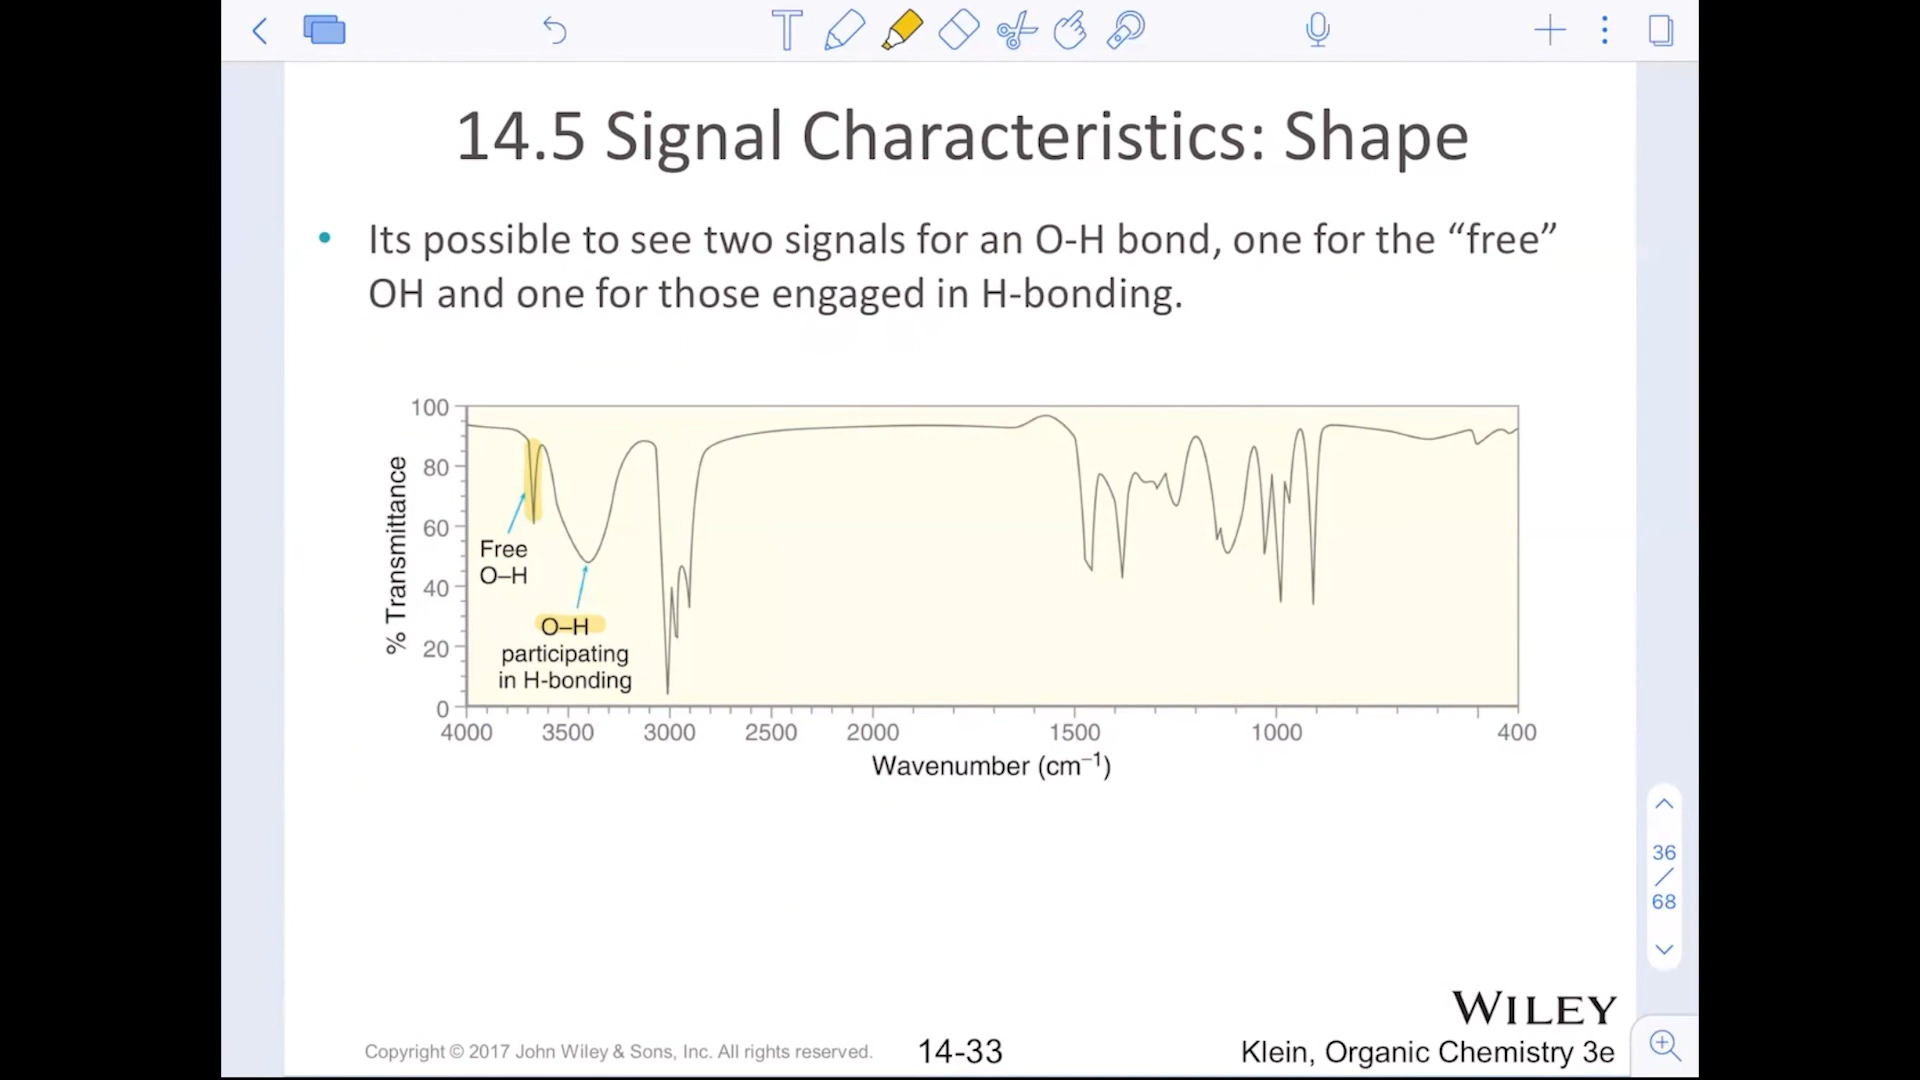 14.5 Signal Characteristics: Shape
• Its possible to see two signals for an O-H bond, one for the “free”
OH and one for those engaged in H-bonding.
100
80
60
40
20
0
% Transmittance
Free
O–H
O–H
participating
in H-bonding
4000 3500 3000 2500 2000 1500 1000 400
Wavenumber (cm⁻¹)
36
/
68
WILEY
Copyright © 2017 John Wiley & Sons, Inc. All rights reserved. 14-33 Klein, Organic Chemistry 3e